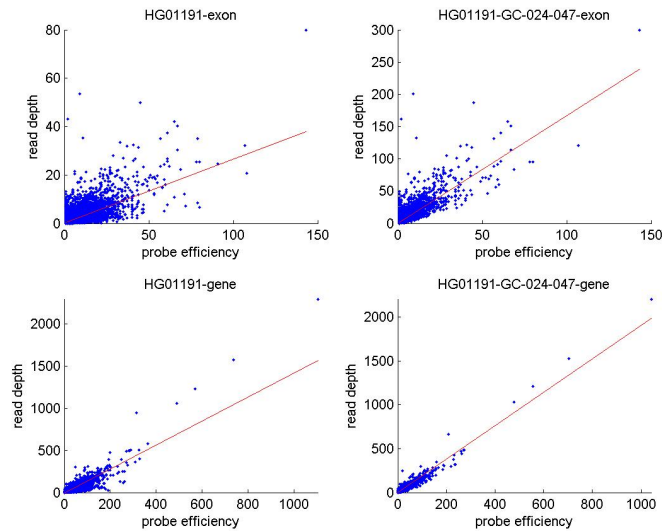 HG01191-exon
80
60
40
20
0
read depth
0 50 100 150
probe efficiency
HG01191-GC-024-047-exon
300
250
200
150
100
50
0
read depth
0 50 100 150
probe efficiency
HG01191-gene
2000
1500
1000
500
0
read depth
0 200 400 600 800 1000
probe efficiency
HG01191-GC-024-047-gene
2000
1500
1000
500
0
read depth
0 200 400 600 800 1000
probe efficiency